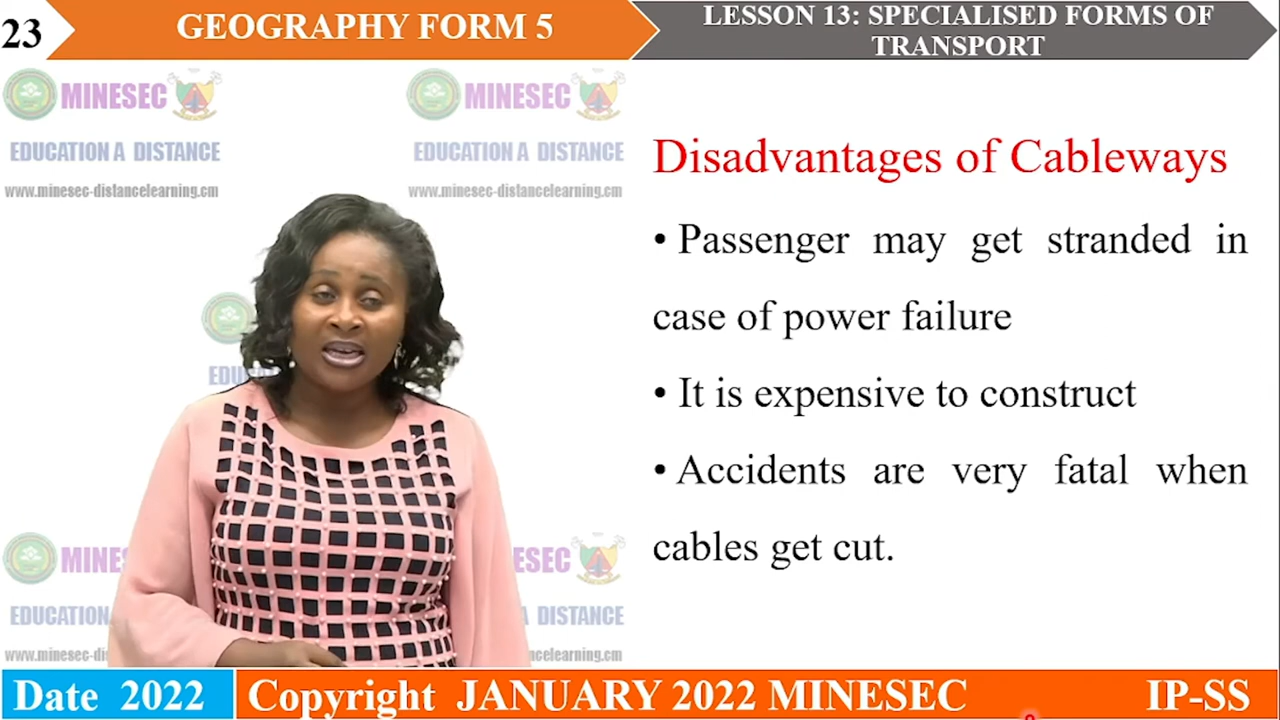 23
GEOGRAPHY FORM 5
LESSON 13: SPECIALISED FORMS OF
TRANSPORT
MINESEC
EDUCATION A DISTANCE
www.minesec-distancelearning.cm
MINESEC
EDUCATION A DISTANCE
www.minesec-distancelearning.cm
Disadvantages of Cableways
• Passenger may get stranded in
case of power failure
• It is expensive to construct
• Accidents are very fatal when
cables get cut.
MINESEC
EDUCATION A DISTANCE
Date 2022
Copyright JANUARY 2022 MINESEC
IP-SS